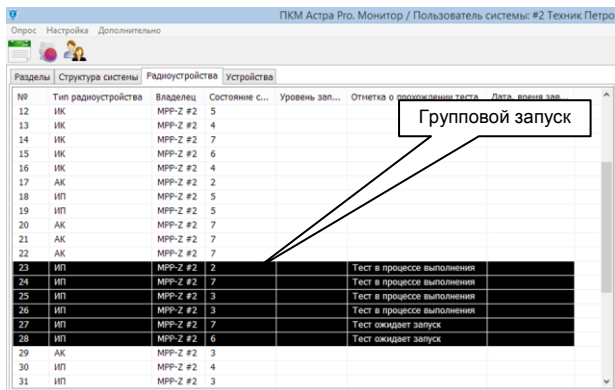 ПКМ Астра Pro. Монитор / Пользователь системы: #2 Техник Петро
Опрос Настройка Дополнительно
Разделы Структура системы Радиоустройства Устройства
№ Тип радиоустройства Владелец Состояние с... Уровень зап... Отметка о прохождении теста Дата, время зав...
Групповой запуск
12 ИК МРР-Z #2 5
13 ИК МРР-Z #2 4
14 ИК МРР-Z #2 7
15 ИК МРР-Z #2 6
16 ИК МРР-Z #2 4
17 АК МРР-Z #2 2
18 ИП МРР-Z #2 5
19 ИП МРР-Z #2 5
20 АК МРР-Z #2 7
21 АК МРР-Z #2 7
22 АК МРР-Z #2 7
23 ИП МРР-Z #2 2 Тест в процессе выполнения
24 ИП МРР-Z #2 7 Тест в процессе выполнения
25 ИП МРР-Z #2 3 Тест в процессе выполнения
26 ИП МРР-Z #2 3 Тест в процессе выполнения
27 ИП МРР-Z #2 7 Тест ожидает запуск
28 ИП МРР-Z #2 6 Тест ожидает запуск
29 АК МРР-Z #2 3
30 ИП МРР-Z #2 4
31 ИП МРР-Z #2 3